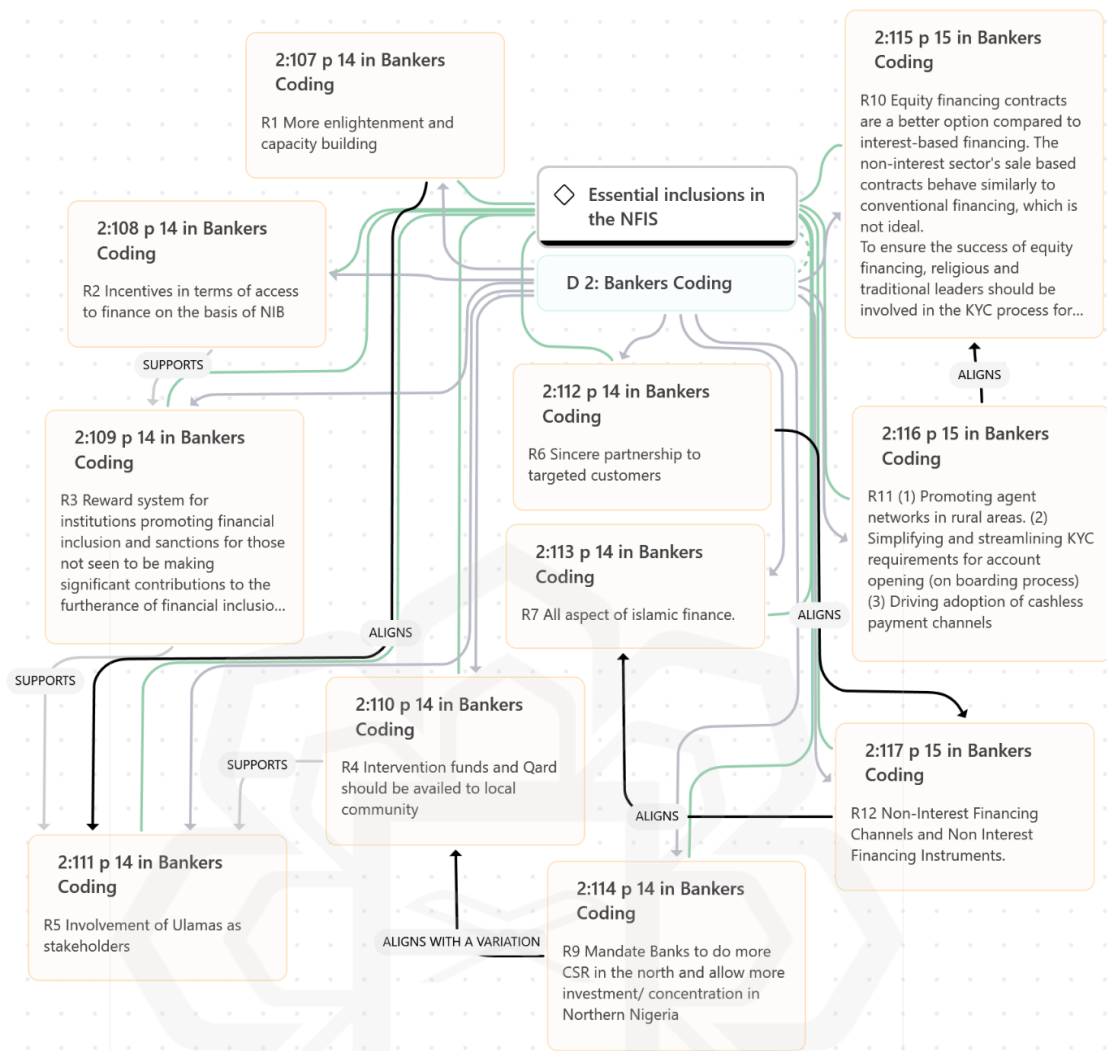 2:107 p 14 in Bankers
Coding
R1 More enlightenment and
capacity building
2:115 p 15 in Bankers
Coding
R10 Equity financing contracts
are a better option compared to
interest-based financing. The
non-interest sector's sale based
contracts behave similarly to
conventional financing, which is
not ideal.
To ensure the success of equity
financing, religious and
traditional leaders should be
involved in the KYC process for...
Essential inclusions in
the NFIS
D 2: Bankers Coding
2:108 p 14 in Bankers
Coding
R2 Incentives in terms of access
to finance on the basis of NIB
SUPPORTS
ALIGNS
2:112 p 14 in Bankers
Coding
R6 Sincere partnership to
targeted customers
2:109 p 14 in Bankers
Coding
R3 Reward system for
institutions promoting financial
inclusion and sanctions for those
not seen to be making
significant contributions to the
furtherance of financial inclusio...
2:116 p 15 in Bankers
Coding
R11 (1) Promoting agent
networks in rural areas. (2)
Simplifying and streamlining KYC
requirements for account
opening (on boarding process)
(3) Driving adoption of cashless
payment channels
2:113 p 14 in Bankers
Coding
R7 All aspect of islamic finance.
ALIGNS
ALIGNS
SUPPORTS
2:110 p 14 in Bankers
Coding
R4 Intervention funds and Qard
should be availed to local
community
SUPPORTS
2:117 p 15 in Bankers
Coding
R12 Non-Interest Financing
Channels and Non Interest
Financing Instruments.
ALIGNS
2:111 p 14 in Bankers
Coding
R5 Involvement of Ulamas as
stakeholders
2:114 p 14 in Bankers
Coding
R9 Mandate Banks to do more
CSR in the north and allow more
investment/ concentration in
Northern Nigeria
ALIGNS WITH A VARIATION